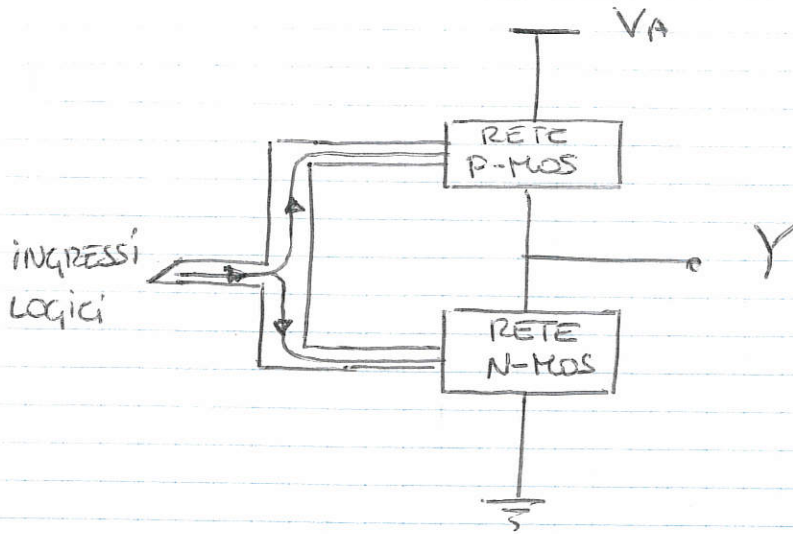 VA
RETE
P-MOS
INGRESSI
LOGICI
Y
RETE
N-MOS